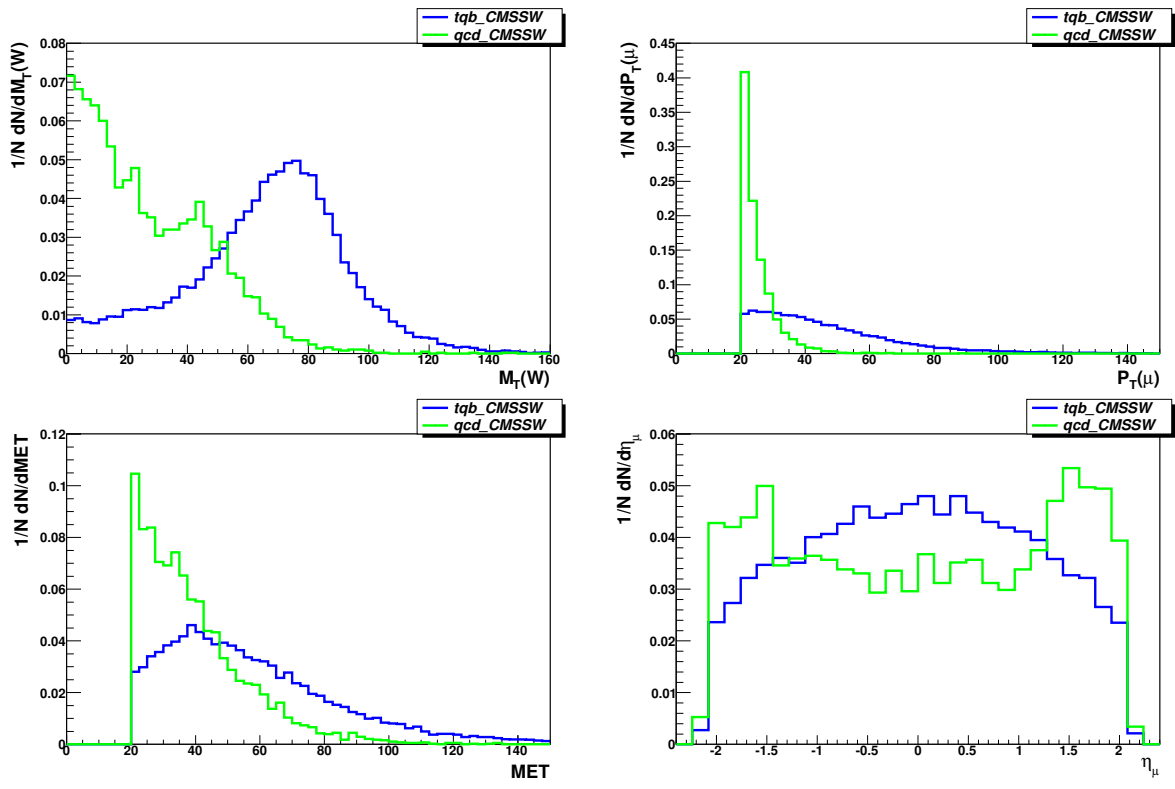 tqb_CMSSW
qcd_CMSSW
1/N dN/dM_T(W)
0.08
0.07
0.06
0.05
0.04
0.03
0.02
0.01
0
0 20 40 60 80 100 120 140 160
M_T(W)
tqb_CMSSW
qcd_CMSSW
1/N dN/dP_T(μ)
0.45
0.4
0.35
0.3
0.25
0.2
0.15
0.1
0.05
0
0 20 40 60 80 100 120 140
P_T(μ)
tqb_CMSSW
qcd_CMSSW
1/N dN/dMET
0.12
0.1
0.08
0.06
0.04
0.02
0
0 20 40 60 80 100 120 140
MET
tqb_CMSSW
qcd_CMSSW
1/N dN/dη_μ
0.06
0.05
0.04
0.03
0.02
0.01
0
-2 -1.5 -1 -0.5 0 0.5 1 1.5 2
η_μ